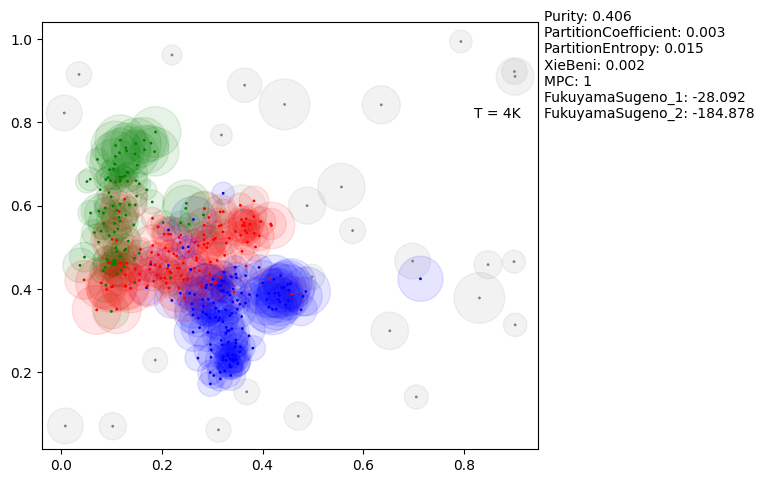 Purity: 0.406
PartitionCoefficient: 0.003
PartitionEntropy: 0.015
XieBeni: 0.002
MPC: 1
FukuyamaSugeno_1: -28.092
FukuyamaSugeno_2: -184.878
T = 4K
1.0
0.8
0.6
0.4
0.2
0.0 0.2 0.4 0.6 0.8